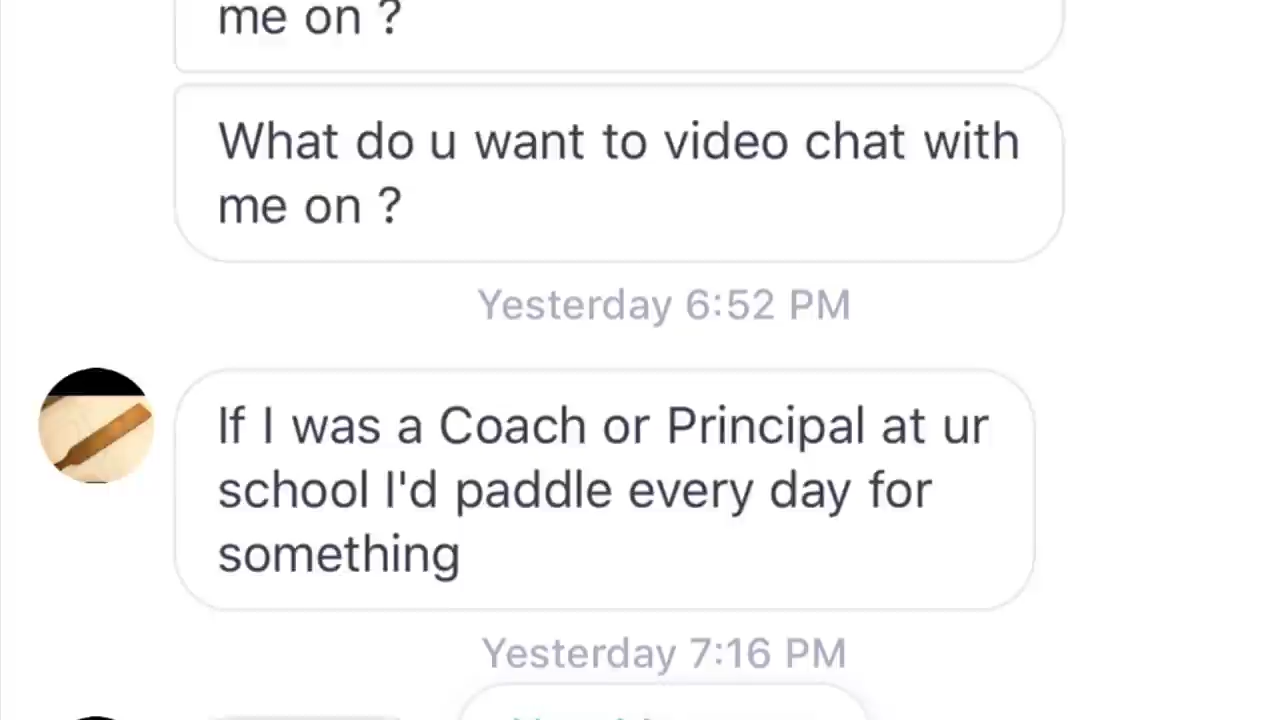 me on ?
What do u want to video chat with
me on ?
Yesterday 6:52 PM
If I was a Coach or Principal at ur
school I'd paddle every day for
something
Yesterday 7:16 PM